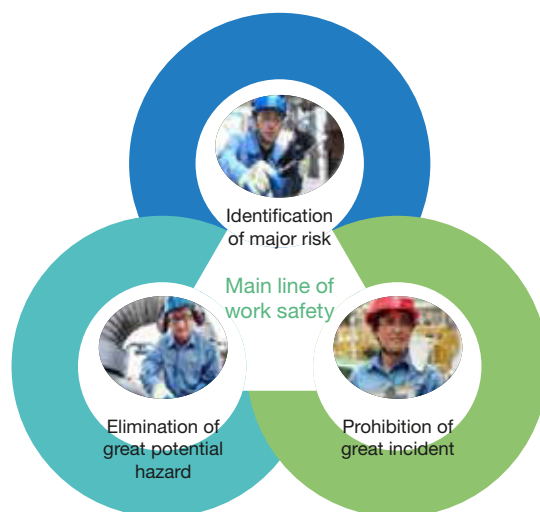 Identification
of major risk
Main line of
work safety
Elimination of
great potential
hazard
Prohibition of
great incident